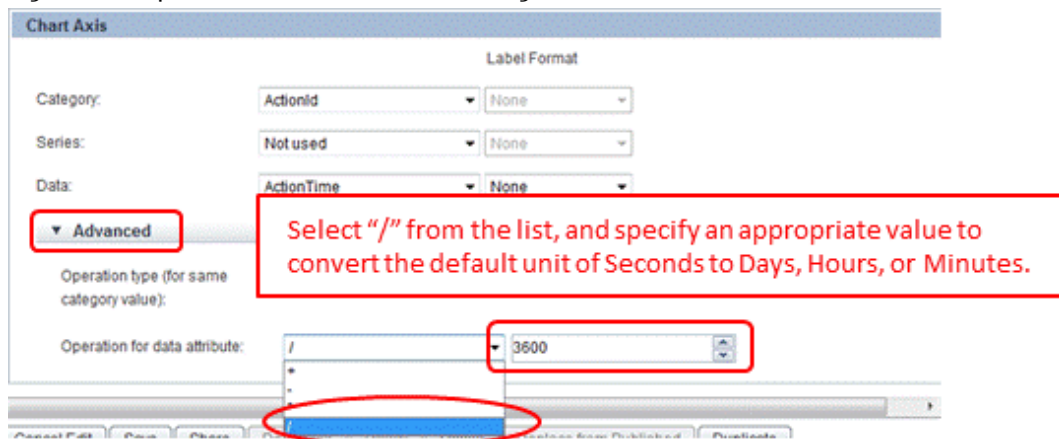 Chart Axis
Label Format
Category: ActionId None
Series: Not used None
Data: ActionTime None
▼ Advanced
Select "/" from the list, and specify an appropriate value to
convert the default unit of Seconds to Days, Hours, or Minutes.
Operation type (for same
category value):
Operation for data attribute: / 3600
+
-
*
/
Cancel Edit Save Share from Published Duplicate